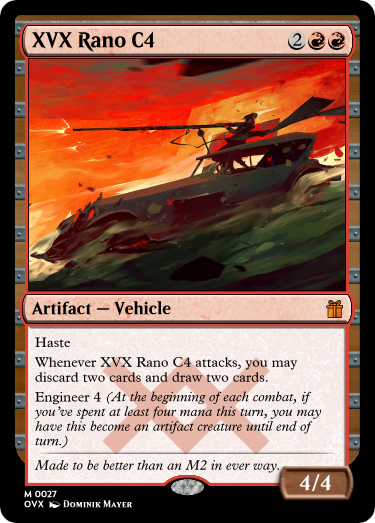 XVX Rano C4 2
Artifact — Vehicle
Haste
Whenever XVX Rano C4 attacks, you may
discard two cards and draw two cards.
Engineer 4 (At the beginning of each combat, if
you've spent at least four mana this turn, you may
have this become an artifact creature until end of
turn.)
Made to be better than an M2 in ever way.
4/4
M 0027
OVX DOMINIK MAYER